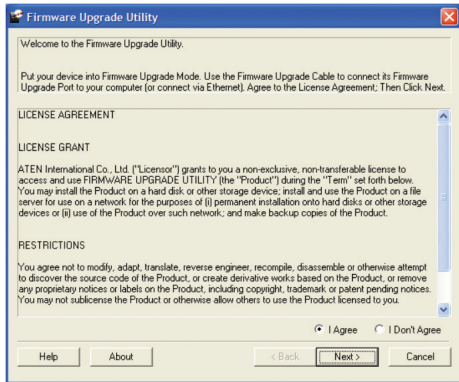 Firmware Upgrade Utility
Welcome to the Firmware Upgrade Utility.
Put your device into Firmware Upgrade Mode. Use the Firmware Upgrade Cable to connect its Firmware
Upgrade Port to your computer (or connect via Ethernet). Agree to the License Agreement; Then Click Next.
LICENSE AGREEMENT
LICENSE GRANT
ATEN International Co., Ltd. ("Licensor") grants to you a non-exclusive, non-transferable license to
access and use FIRMWARE UPGRADE UTILITY (the "Product") during the "Term" set forth below.
You may install the Product on a hard disk or other storage device; install and use the Product on a file
server for use on a network for the purposes of (i) permanent installation onto hard disks or other storage
devices or (ii) use of the Product over such network; and make backup copies of the Product.
RESTRICTIONS
You agree not to modify, adapt, translate, reverse engineer, recompile, disassemble or otherwise attempt
to discover the source code of the Product, or create derivative works based on the Product, or remove
any proprietary notices or labels on the Product, including copyright, trademark or patent pending notices.
You may not sublicense the Product or otherwise allow others to use the Product licensed to you.
I Agree I Don't Agree
Help About < Back Next > Cancel